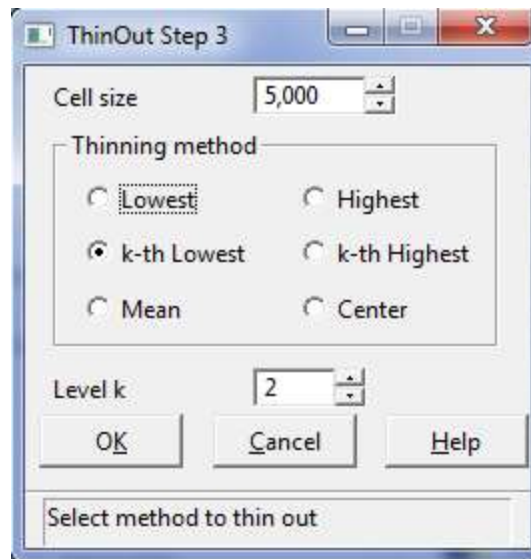 ThinOut Step 3
Cell size 5,000
Thinning method
Lowest Highest
k-th Lowest k-th Highest
Mean Center
Level k 2
OK Cancel Help
Select method to thin out